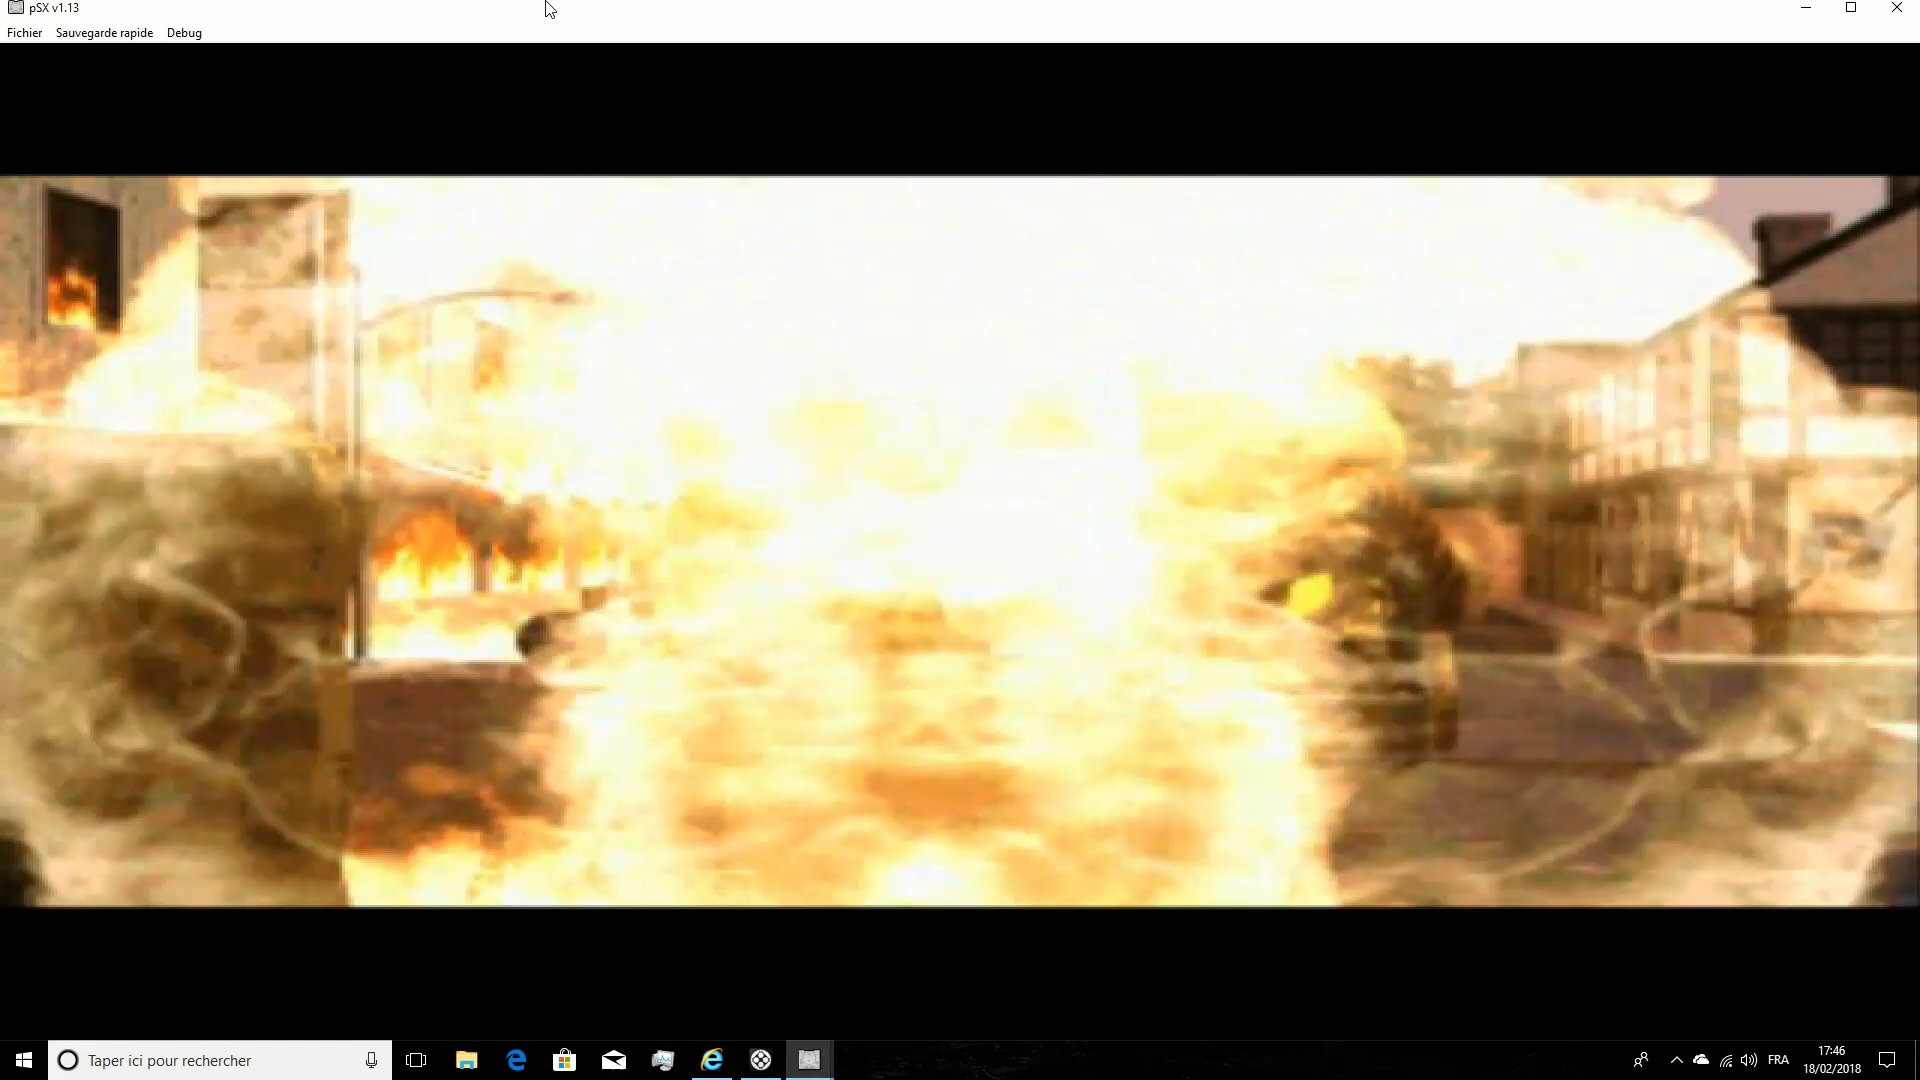 pSX v1.13
Fichier Sauvegarde rapide Debug
Taper ici pour rechercher
FRA
17:46
18/02/2018